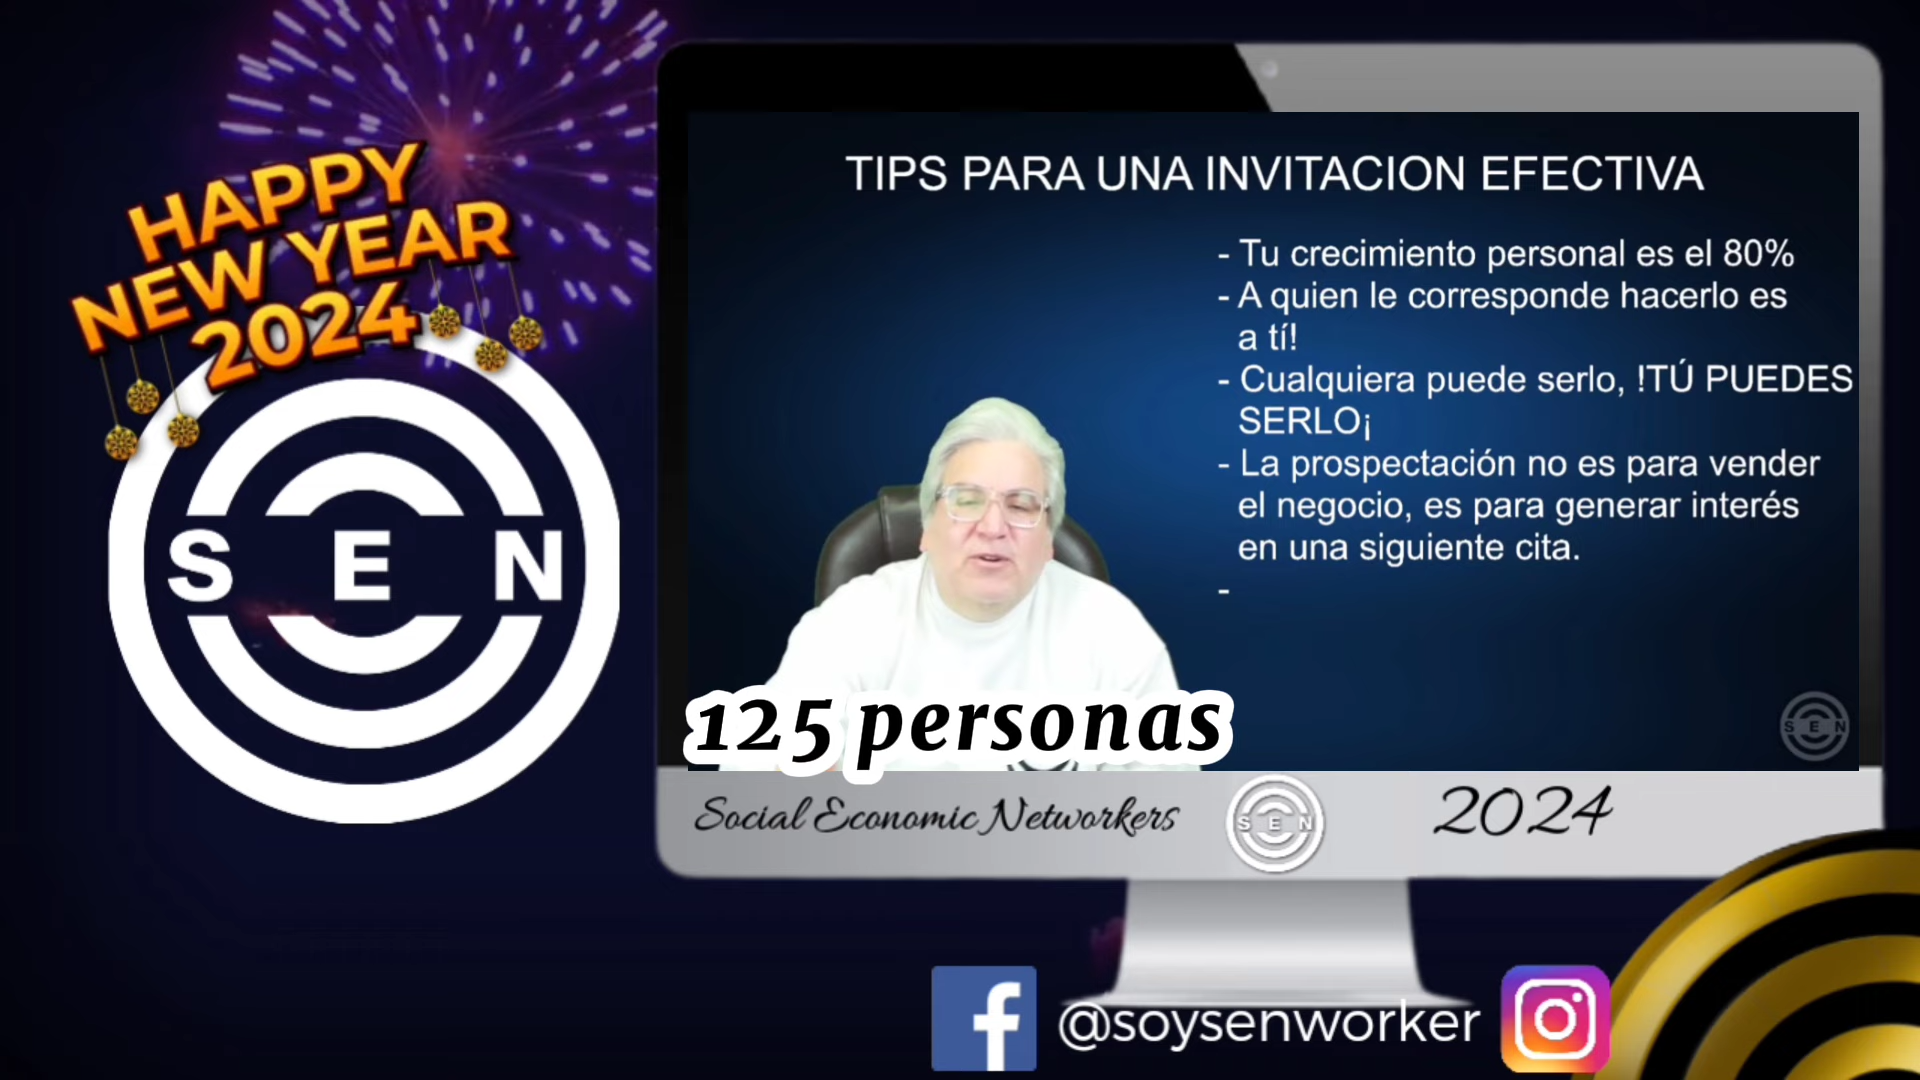 HAPPY
NEW YEAR
2024
S E N
TIPS PARA UNA INVITACION EFECTIVA
- Tu crecimiento personal es el 80%
- A quien le corresponde hacerlo es
a tí!
- Cualquiera puede serlo, !TÚ PUEDES
SERLO¡
- La prospectación no es para vender
el negocio, es para generar interés
en una siguiente cita.
-
S E N
125 personas
Social Economic Networkers
S E N
2024
f
@soysenworker